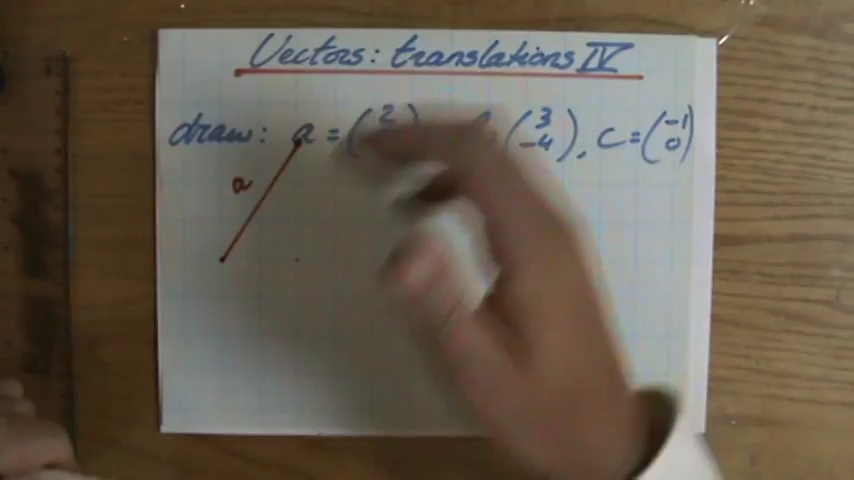 Vectors: translations IV
draw: a = (2 ( 3 -4 ), c = ( -1 0 )
a